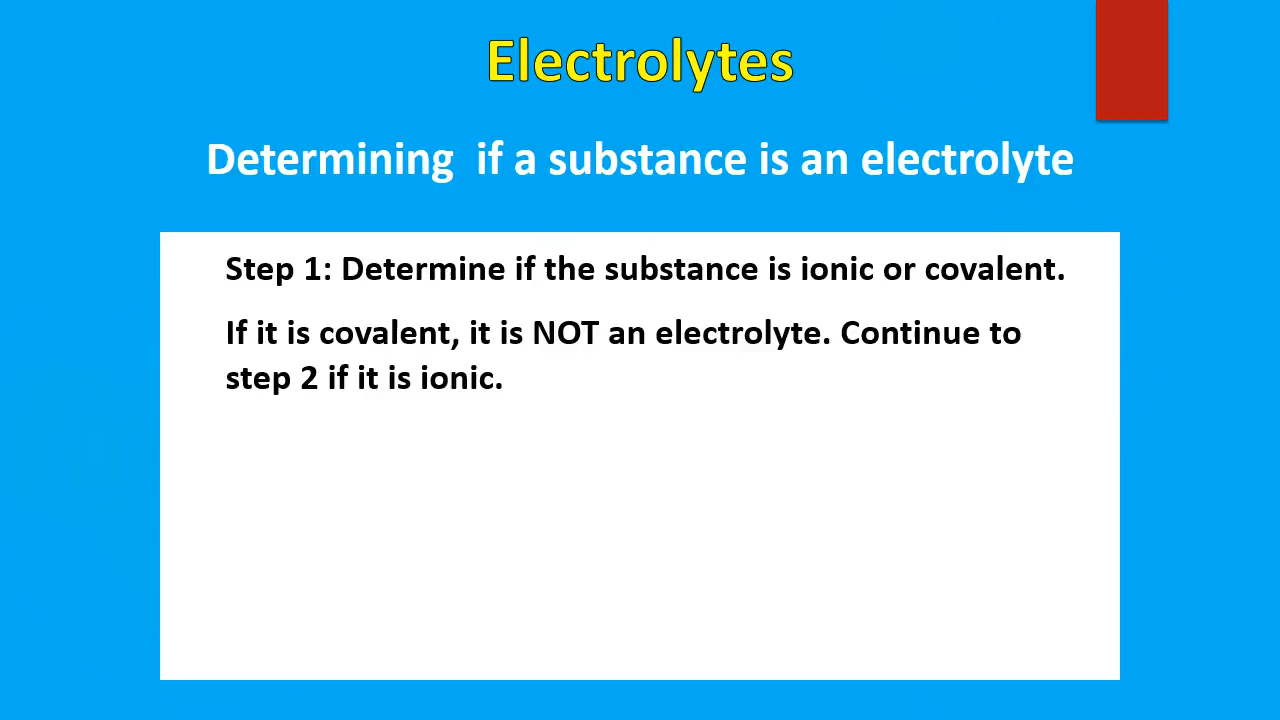 Electrolytes
Determining  if a substance is an electrolyte
Step 1: Determine if the substance is ionic or covalent.
If it is covalent, it is NOT an electrolyte. Continue to
step 2 if it is ionic.